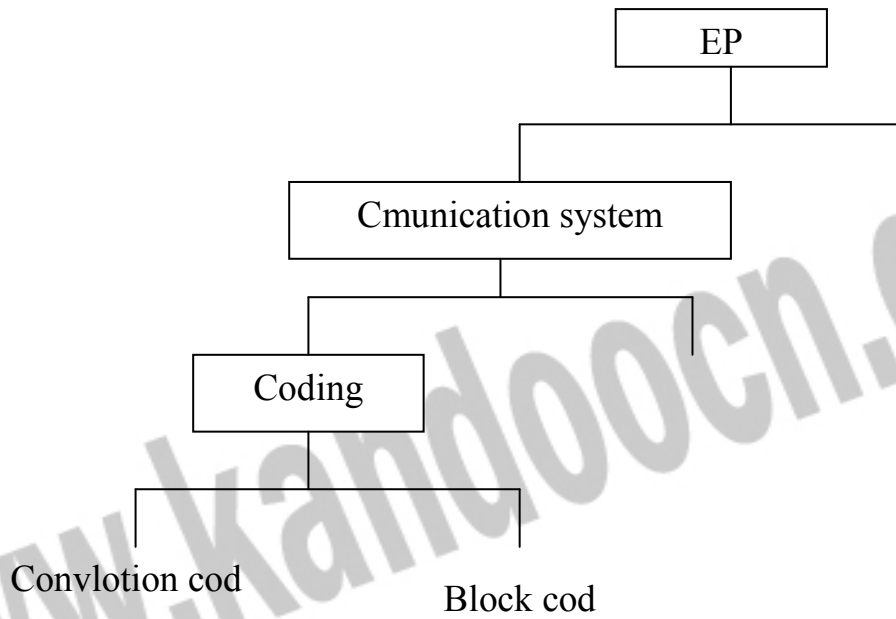 EP
Cmunication system
Coding
Convlotion cod
Block cod